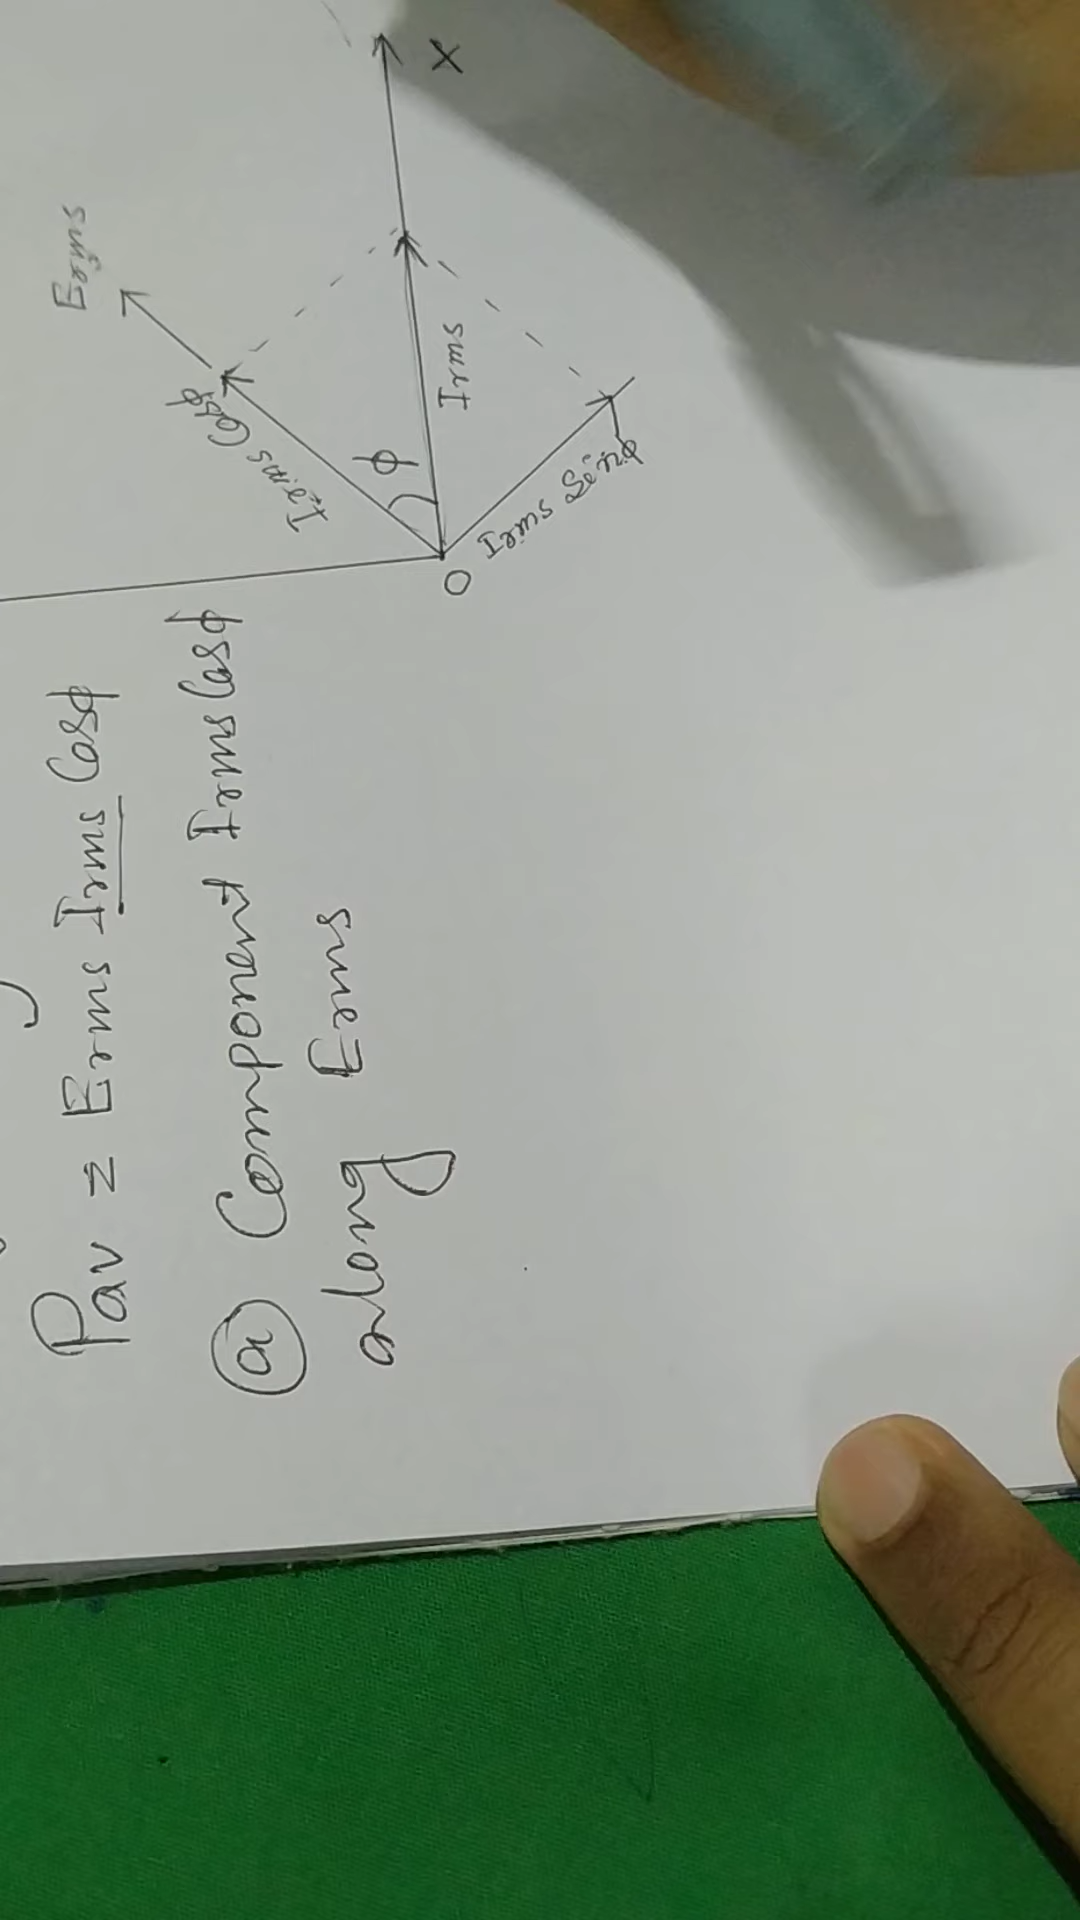 Pav = Erms Irms Cosφ
(a) Component Irms Cosφ
along Erms
Erms
Irms Cosφ
φ
Irms
X
O
Irms Sinφ